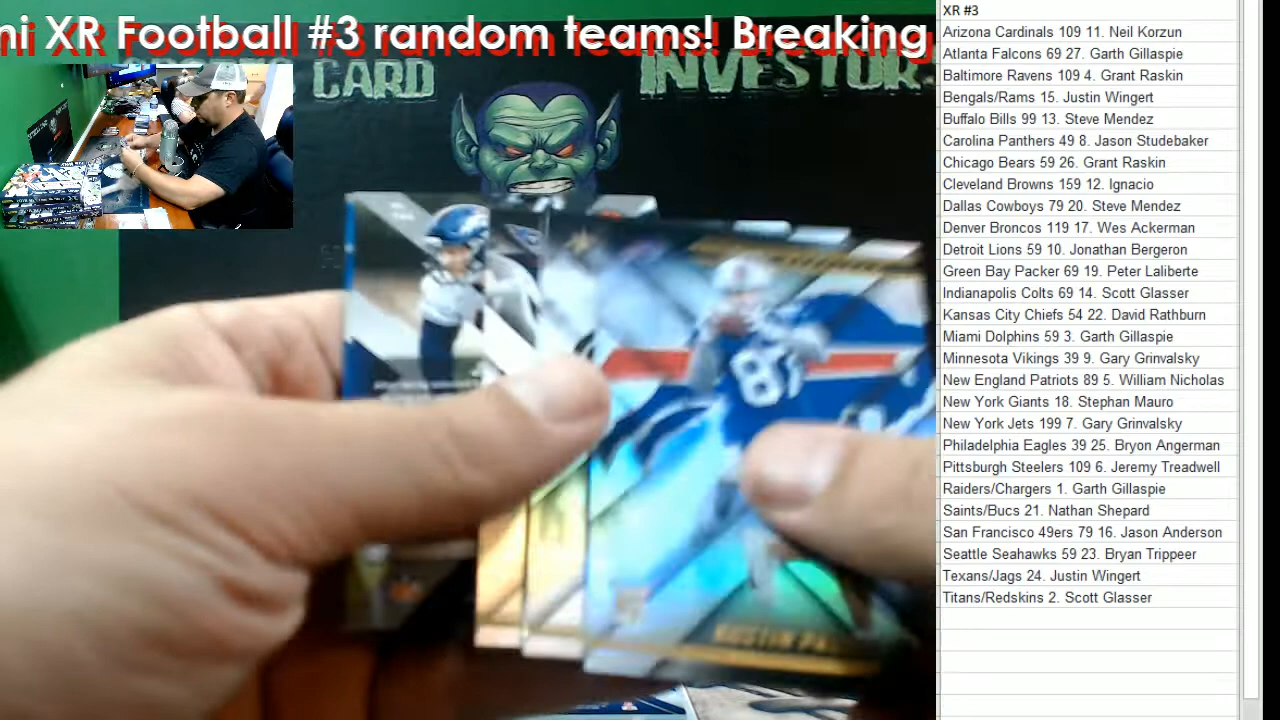 ni XR Football #3 random teams! Breaking
CARD
INVESTOR
XR #3
Arizona Cardinals 109 11. Neil Korzun
Atlanta Falcons 69 27. Garth Gillaspie
Baltimore Ravens 109 4. Grant Raskin
Bengals/Rams 15. Justin Wingert
Buffalo Bills 99 13. Steve Mendez
Carolina Panthers 49 8. Jason Studebaker
Chicago Bears 59 26. Grant Raskin
Cleveland Browns 159 12. Ignacio
Dallas Cowboys 79 20. Steve Mendez
Denver Broncos 119 17. Wes Ackerman
Detroit Lions 59 10. Jonathan Bergeron
Green Bay Packer 69 19. Peter Laliberte
Indianapolis Colts 69 14. Scott Glasser
Kansas City Chiefs 54 22. David Rathburn
Miami Dolphins 59 3. Garth Gillaspie
Minnesota Vikings 39 9. Gary Grinvalsky
New England Patriots 89 5. William Nicholas
New York Giants 18. Stephan Mauro
New York Jets 199 7. Gary Grinvalsky
Philadelphia Eagles 39 25. Bryon Angerman
Pittsburgh Steelers 109 6. Jeremy Treadwell
Raiders/Chargers 1. Garth Gillaspie
Saints/Bucs 21. Nathan Shepard
San Francisco 49ers 79 16. Jason Anderson
Seattle Seahawks 59 23. Bryan Trippeer
Texans/Jags 24. Justin Wingert
Titans/Redskins 2. Scott Glasser